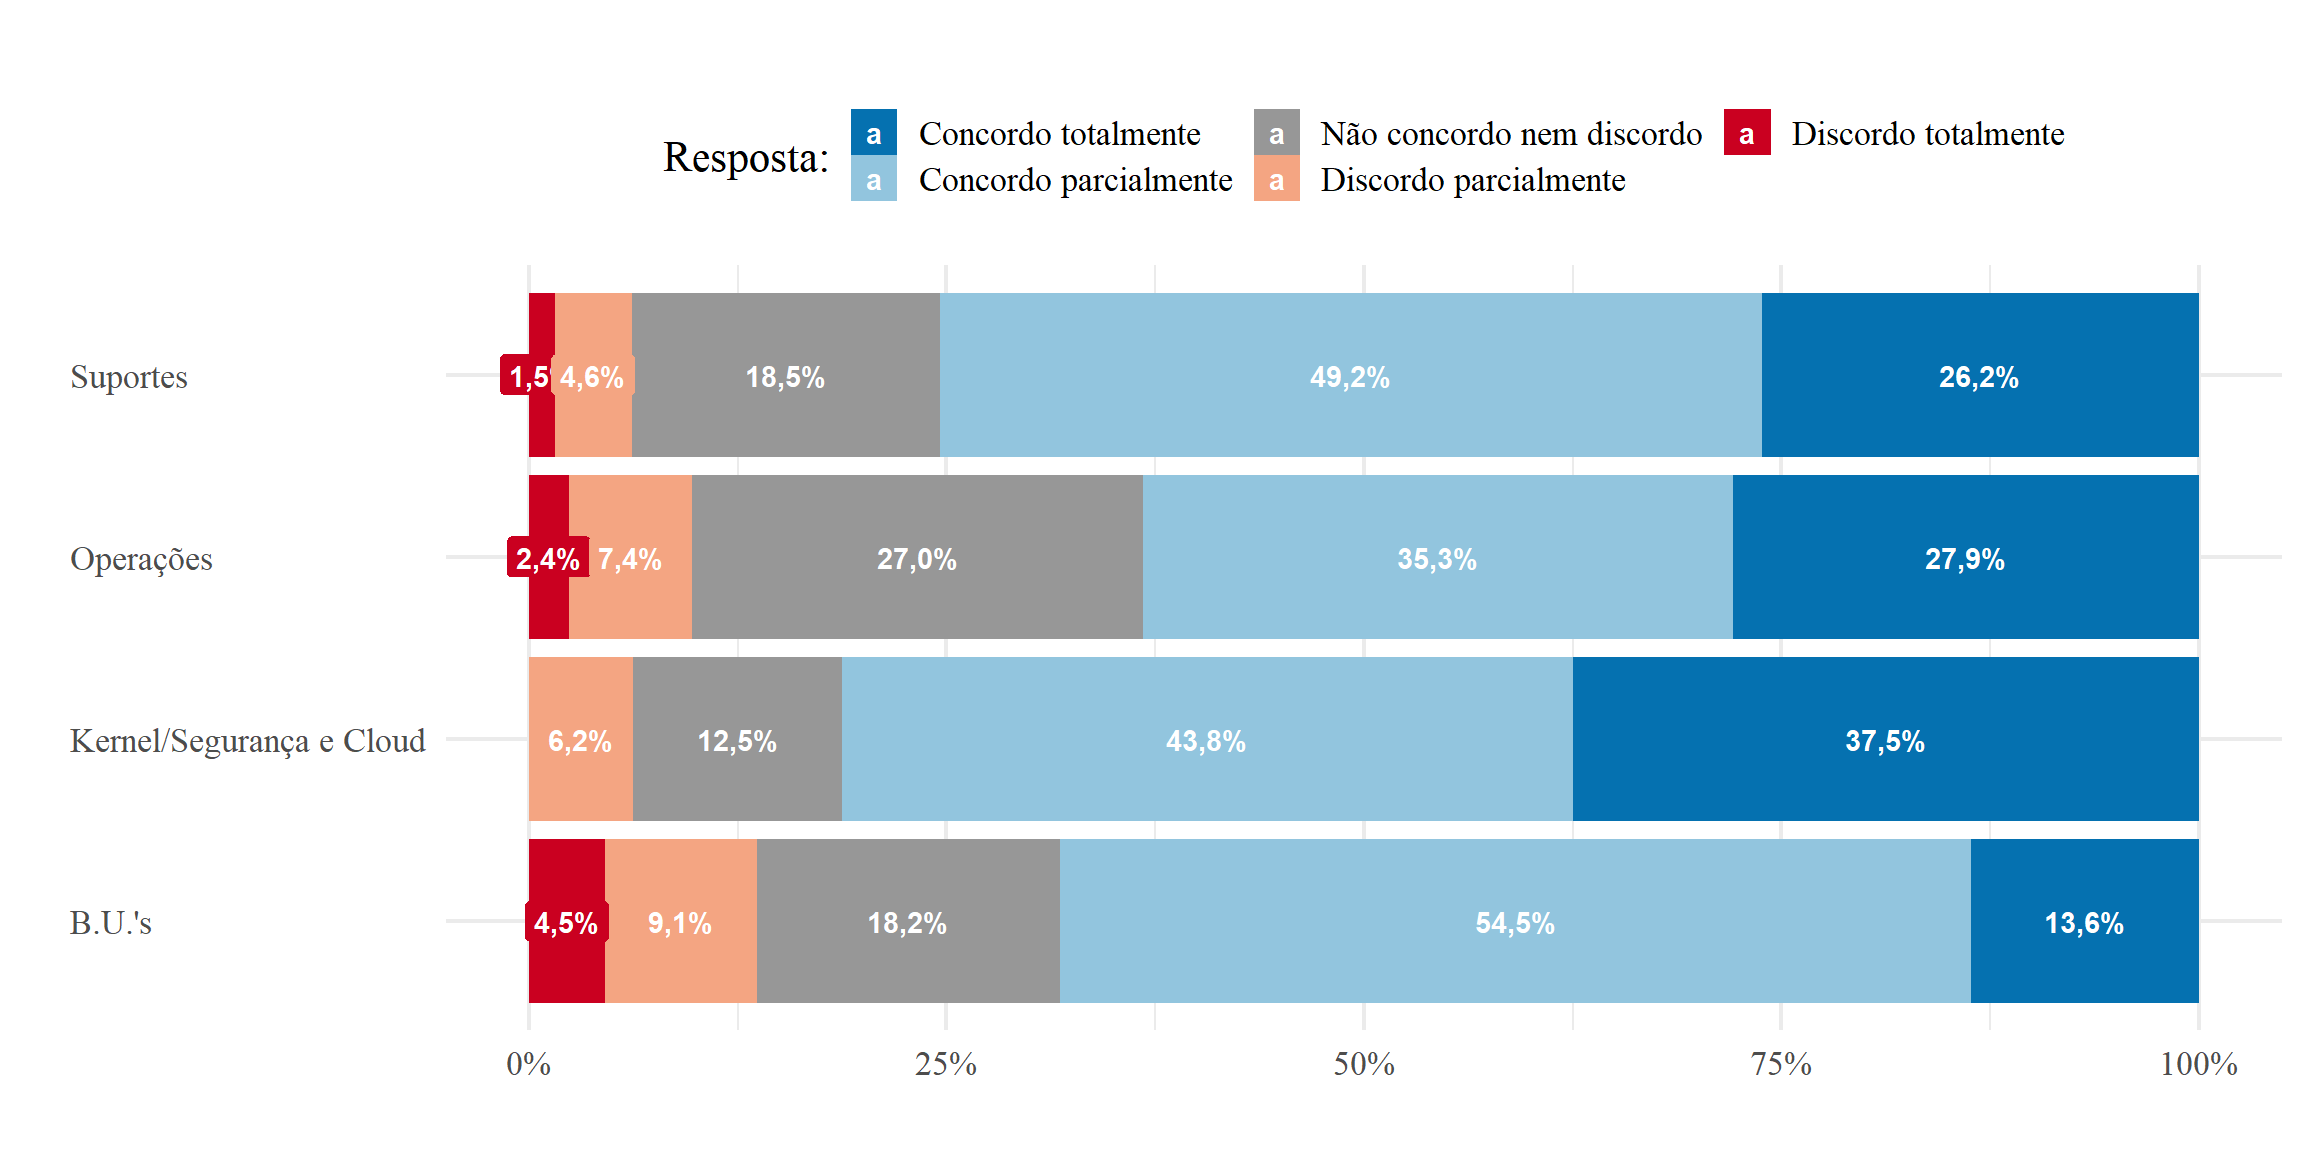 Resposta:
a Concordo totalmente
a Não concordo nem discordo
a Discordo totalmente
a Concordo parcialmente
a Discordo parcialmente
Suportes
1,5 4,6% 18,5% 49,2% 26,2%
Operações
2,4% 7,4% 27,0% 35,3% 27,9%
Kernel/Segurança e Cloud
6,2% 12,5% 43,8% 37,5%
B.U.'s
4,5% 9,1% 18,2% 54,5% 13,6%
0% 25% 50% 75% 100%